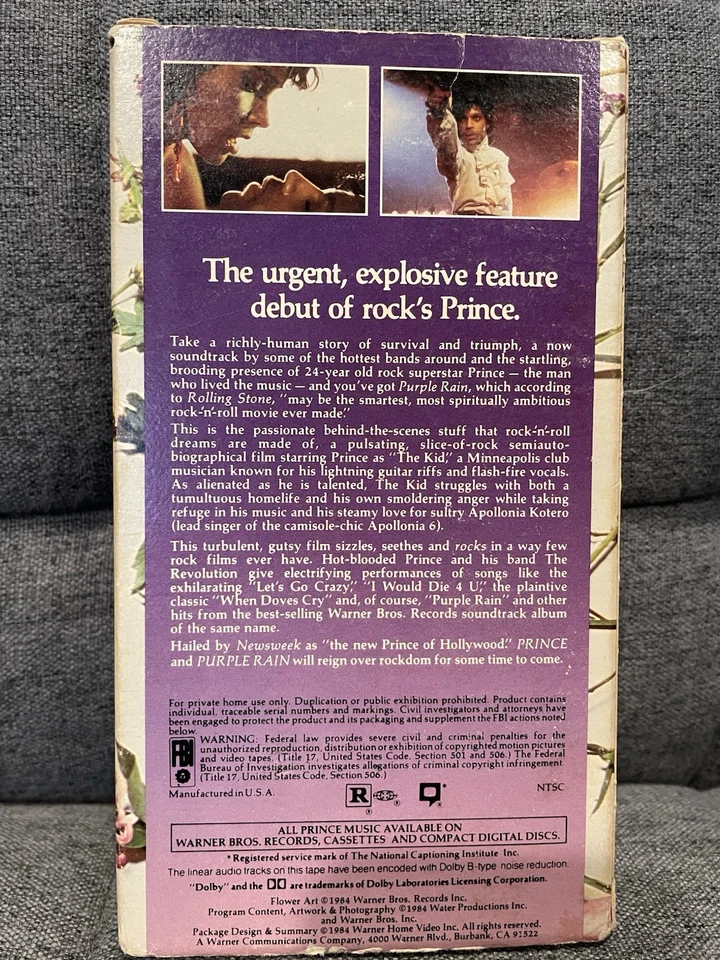 The urgent, explosive feature
debut of rock's Prince.
Take a richly-human story of survival and triumph, a now
soundtrack by some of the hottest bands around and the startling,
brooding presence of 24-year old rock superstar Prince — the man
who lived the music — and you've got Purple Rain, which according
to Rolling Stone, "may be the smartest, most spiritually ambitious
rock-'n'-roll movie ever made."
This is the passionate behind-the-scenes stuff that rock-'n'-roll
dreams are made of, a pulsating, slice-of-rock semiauto-
biographical film starring Prince as "The Kid," a Minneapolis club
musician known for his lightning guitar riffs and flash-fire vocals.
As alienated as he is talented, The Kid struggles with both a
tumultuous homelife and his own smoldering anger while taking
refuge in his music and his steamy love for sultry Apollonia Kotero
(lead singer of the camisole-chic Apollonia 6).
This turbulent, gutsy film sizzles, seethes and rocks in a way few
rock films ever have. Hot-blooded Prince and his band The
Revolution give electrifying performances of songs like the
exhilarating "Let's Go Crazy," "I Would Die 4 U," the plaintive
classic "When Doves Cry" and, of course, "Purple Rain" and other
hits from the best-selling Warner Bros. Records soundtrack album
of the same name.
Hailed by Newsweek as "the new Prince of Hollywood." PRINCE
and PURPLE RAIN will reign over rockdom for some time to come.
For private home use only. Duplication or public exhibition prohibited. Product contains
individual, traceable serial numbers and markings. Civil investigators and attorneys have
been engaged to protect the product and its packaging and supplement the FBI actions noted
below.
FBI
WARNING: Federal law provides severe civil and criminal penalties for the
unauthorized reproduction, distribution or exhibition of copyrighted motion pictures
and video tapes. (Title 17, United States Code, Section 501 and 506.) The Federal
Bureau of Investigation investigates allegations of criminal copyright infringement.
(Title 17, United States Code, Section 506.)
Manufactured in U.S.A.
R
NTSC
ALL PRINCE MUSIC AVAILABLE ON
WARNER BROS. RECORDS, CASSETTES AND COMPACT DIGITAL DISCS.
* Registered service mark of The National Captioning Institute Inc.
The linear audio tracks on this tape have been encoded with Dolby B-type noise reduction.
"Dolby" and the DD are trademarks of Dolby Laboratories Licensing Corporation.
Flower Art ©1984 Warner Bros. Records Inc.
Program Content, Artwork & Photography ©1984 Water Productions Inc.
and Warner Bros. Inc.
Package Design & Summary ©1984 Warner Home Video Inc. All rights reserved.
A Warner Communications Company, 4000 Warner Blvd., Burbank, CA 91522